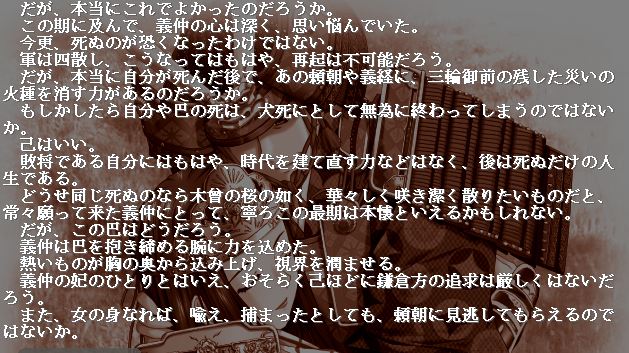 だが、本当にこれでよかったのだろうか。
この期に及んで、義仲の心は深く、思い悩んでいた。
今更、死ぬのが恐くなったわけではない。
軍は四散し、こうなってはもはや、再起は不可能だろう。
だが、本当に自分が死んだ後で、あの頼朝や義経に、三輪御前の残した災いの
火種を消す力があるのだろうか。
もしかしたら自分や巴の死は、犬死にとして無為に終わってしまうのではない
か。
己はいい。
敗将である自分にはもはや、時代を建て直す力などはなく、後は死ぬだけの人
生である。
どうせ同じ死ぬのなら木曾の桜の如く、華々しく咲き潔く散りたいものだと、
常々願って来た義仲にとって、寧ろこの最期は本懐といえるかもしれない。
だが、この巴はどうだろう。
義仲は巴を抱き締める腕に力を込めた。
熱いものが胸の奥から込み上げ、視界を潤ませる。
義仲の妃のひとりとはいえ、おそらく己ほどに鎌倉方の追求は厳しくはないだ
ろう。
また、女の身なれば、喩え、捕まったとしても、頼朝に見逃してもらえるので
はないか。